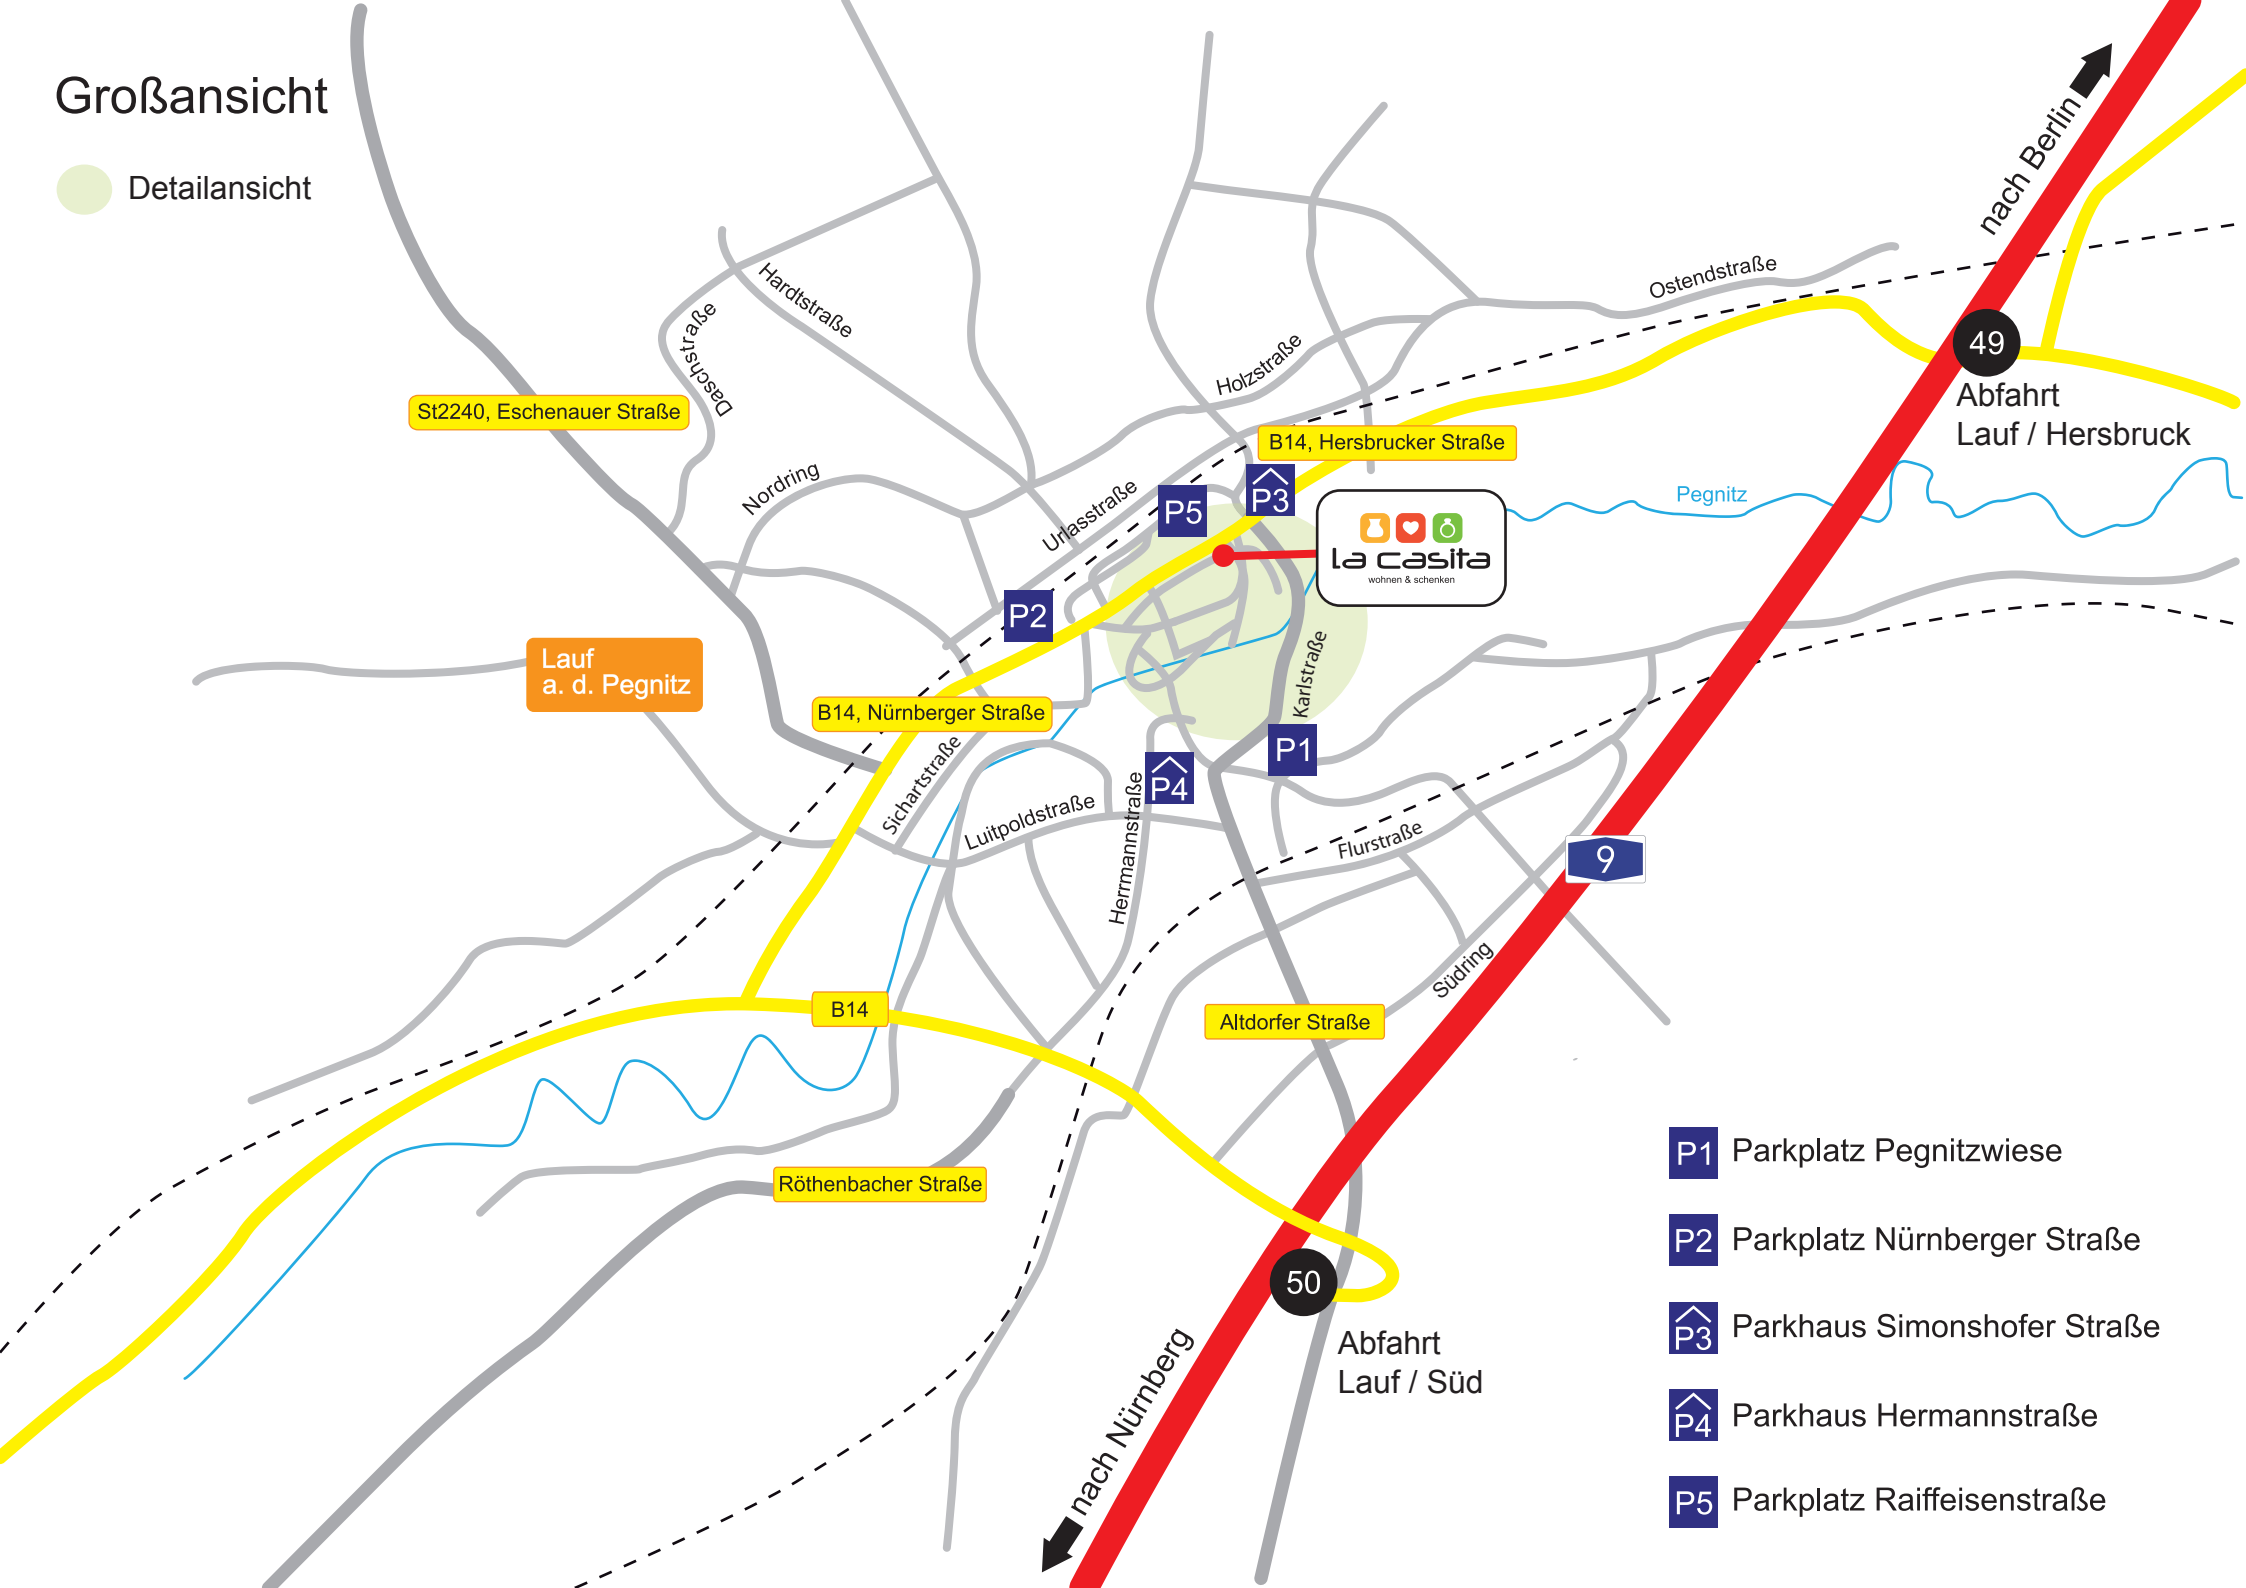 Großansicht
Detailansicht
nach Berlin
Ostendstraße
Hardtstraße
Daschstraße
Holzstraße
49
Abfahrt
Lauf / Hersbruck
St2240, Eschenauer Straße
B14, Hersbrucker Straße
Nordring
Urlasstraße
P5
P3
Pegnitz
la casita
wohnen & schenken
P2
Lauf
a. d. Pegnitz
Karlstraße
B14, Nürnberger Straße
P1
P4
Sichartstraße
Luitpoldstraße
Herrmannstraße
Flurstraße
9
Südring
B14
Altdorfer Straße
Röthenbacher Straße
50
Abfahrt
Lauf / Süd
nach Nürnberg
P1 Parkplatz Pegnitzwiese
P2 Parkplatz Nürnberger Straße
P3 Parkhaus Simonshofer Straße
P4 Parkhaus Hermannstraße
P5 Parkplatz Raiffeisenstraße